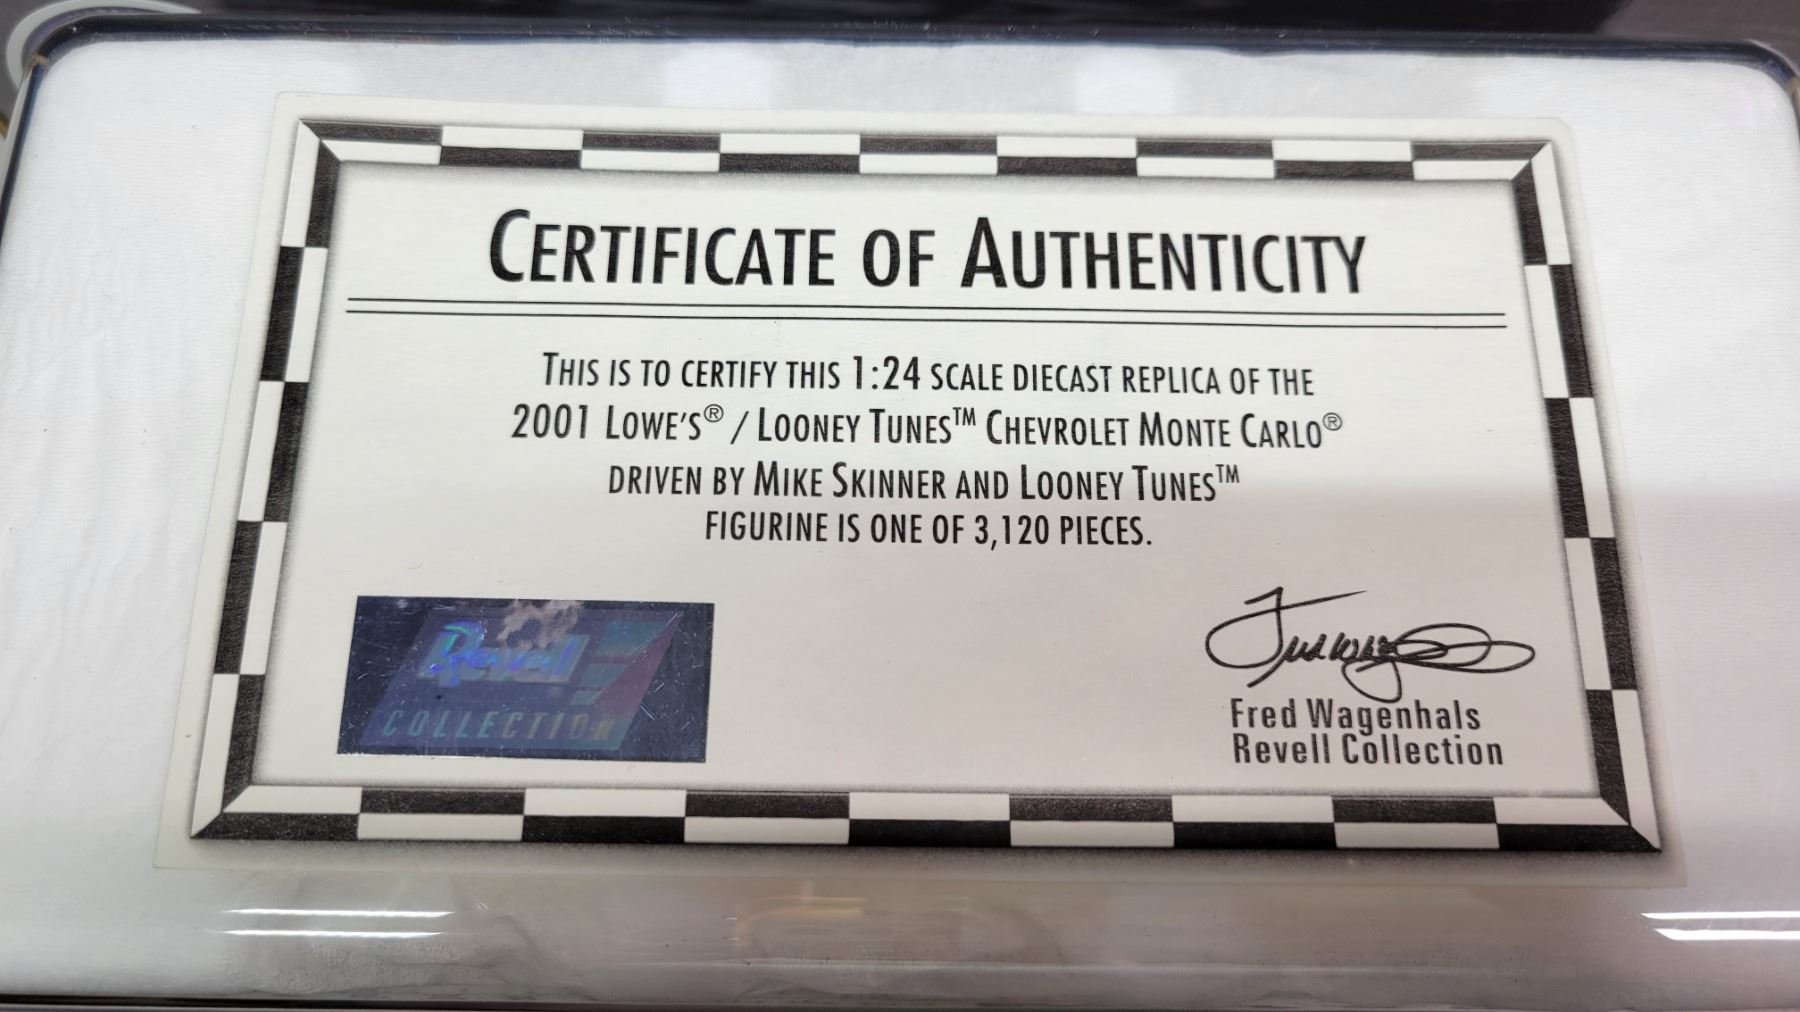 CERTIFICATE OF AUTHENTICITY
THIS IS TO CERTIFY THIS 1:24 SCALE DIECAST REPLICA OF THE
2001 LOWE'S® / LOONEY TUNES™ CHEVROLET MONTE CARLO®
DRIVEN BY MIKE SKINNER AND LOONEY TUNES™
FIGURINE IS ONE OF 3,120 PIECES.
Revell
COLLECTION
Fred Wagenhals
Fred Wagenhals
Revell Collection